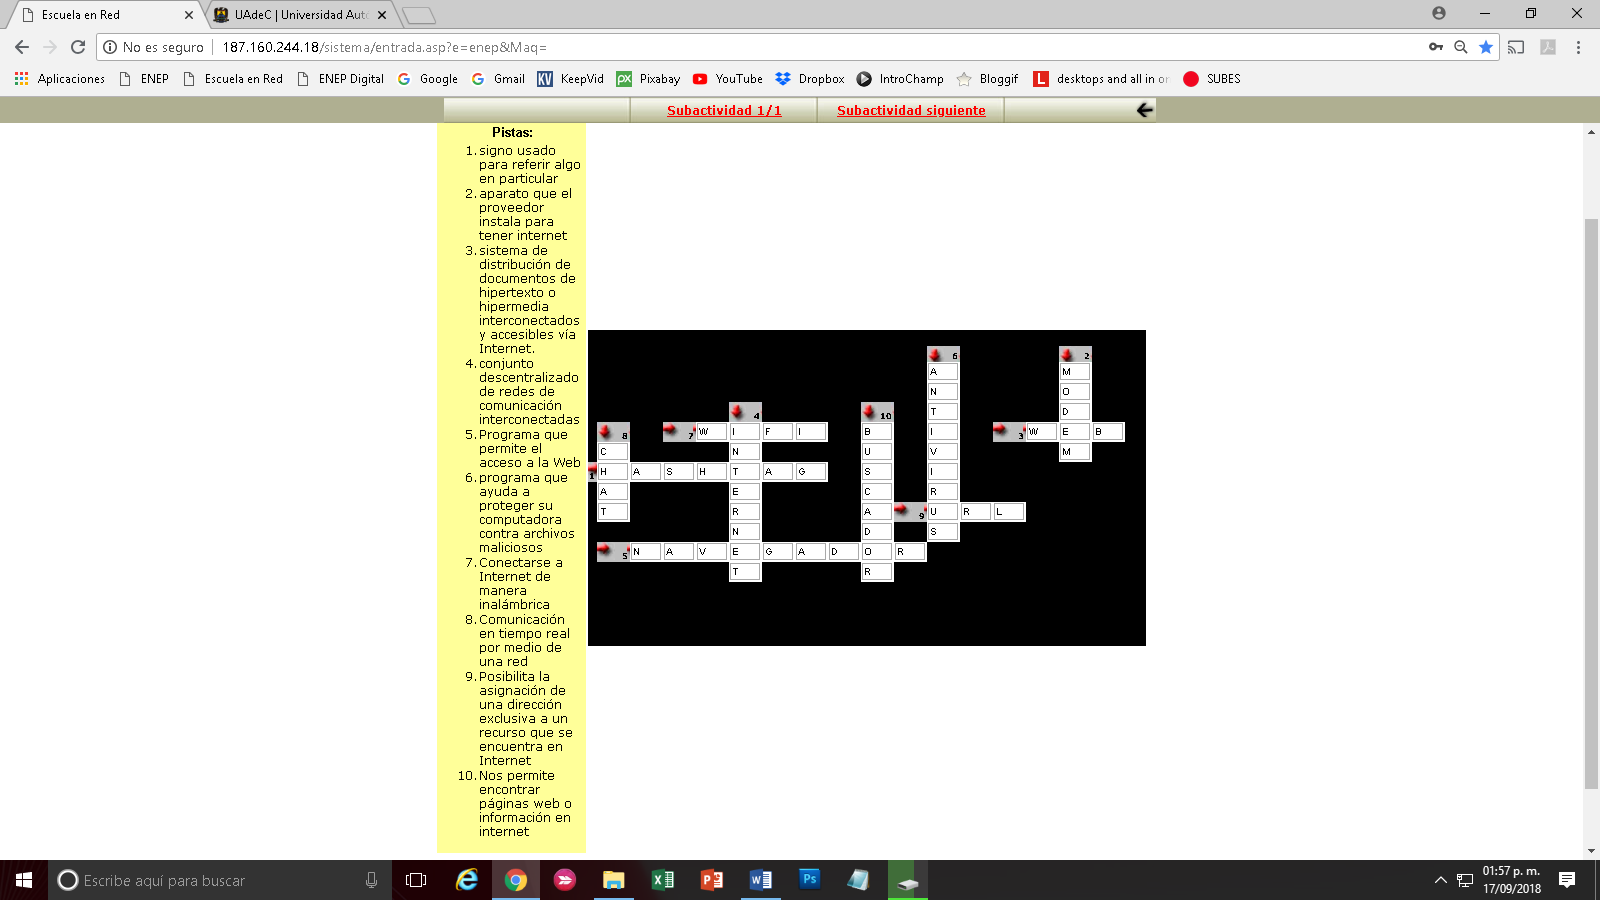 Escuela en Red
UAdeC | Universidad Aut
No es seguro
187.160.244.18/sistema/entrada.asp?e=enep&Maq=
Aplicaciones ENEP Escuela en Red ENEP Digital Google Gmail KeepVid Pixabay YouTube Dropbox IntroChamp Bloggif desktops and all in or SUBES
Subactividad 1/1
Subactividad siguiente
Pistas:
1. signo usado
para referir algo
en particular
2. aparato que el
proveedor
instala para
tener internet
3. sistema de
distribución de
documentos de
hipertexto o
hipermedia
interconectados
y accesibles vía
Internet.
4. conjunto
descentralizado
de redes de
comunicación
interconectadas
5. Programa que
permite el
acceso a la Web
6. programa que
ayuda a
proteger su
computadora
contra archivos
maliciosos
7. Conectarse a
Internet de
manera
inalámbrica
8. Comunicación
en tiempo real
por medio de
una red
9. Posibilita la
asignación de
una dirección
exclusiva a un
recurso que se
encuentra en
Internet
10. Nos permite
encontrar
páginas web o
información en
internet
6 2
A M
N O
4 10 T D
8 7 W I F I B I 3 W E B
C N U V M
1 H A S H T A G S I
A E C R
T R A 9 U R L
N D S
5 N A V E G A D O R
T R
Escribe aquí para buscar
01:57 p. m.
17/09/2018